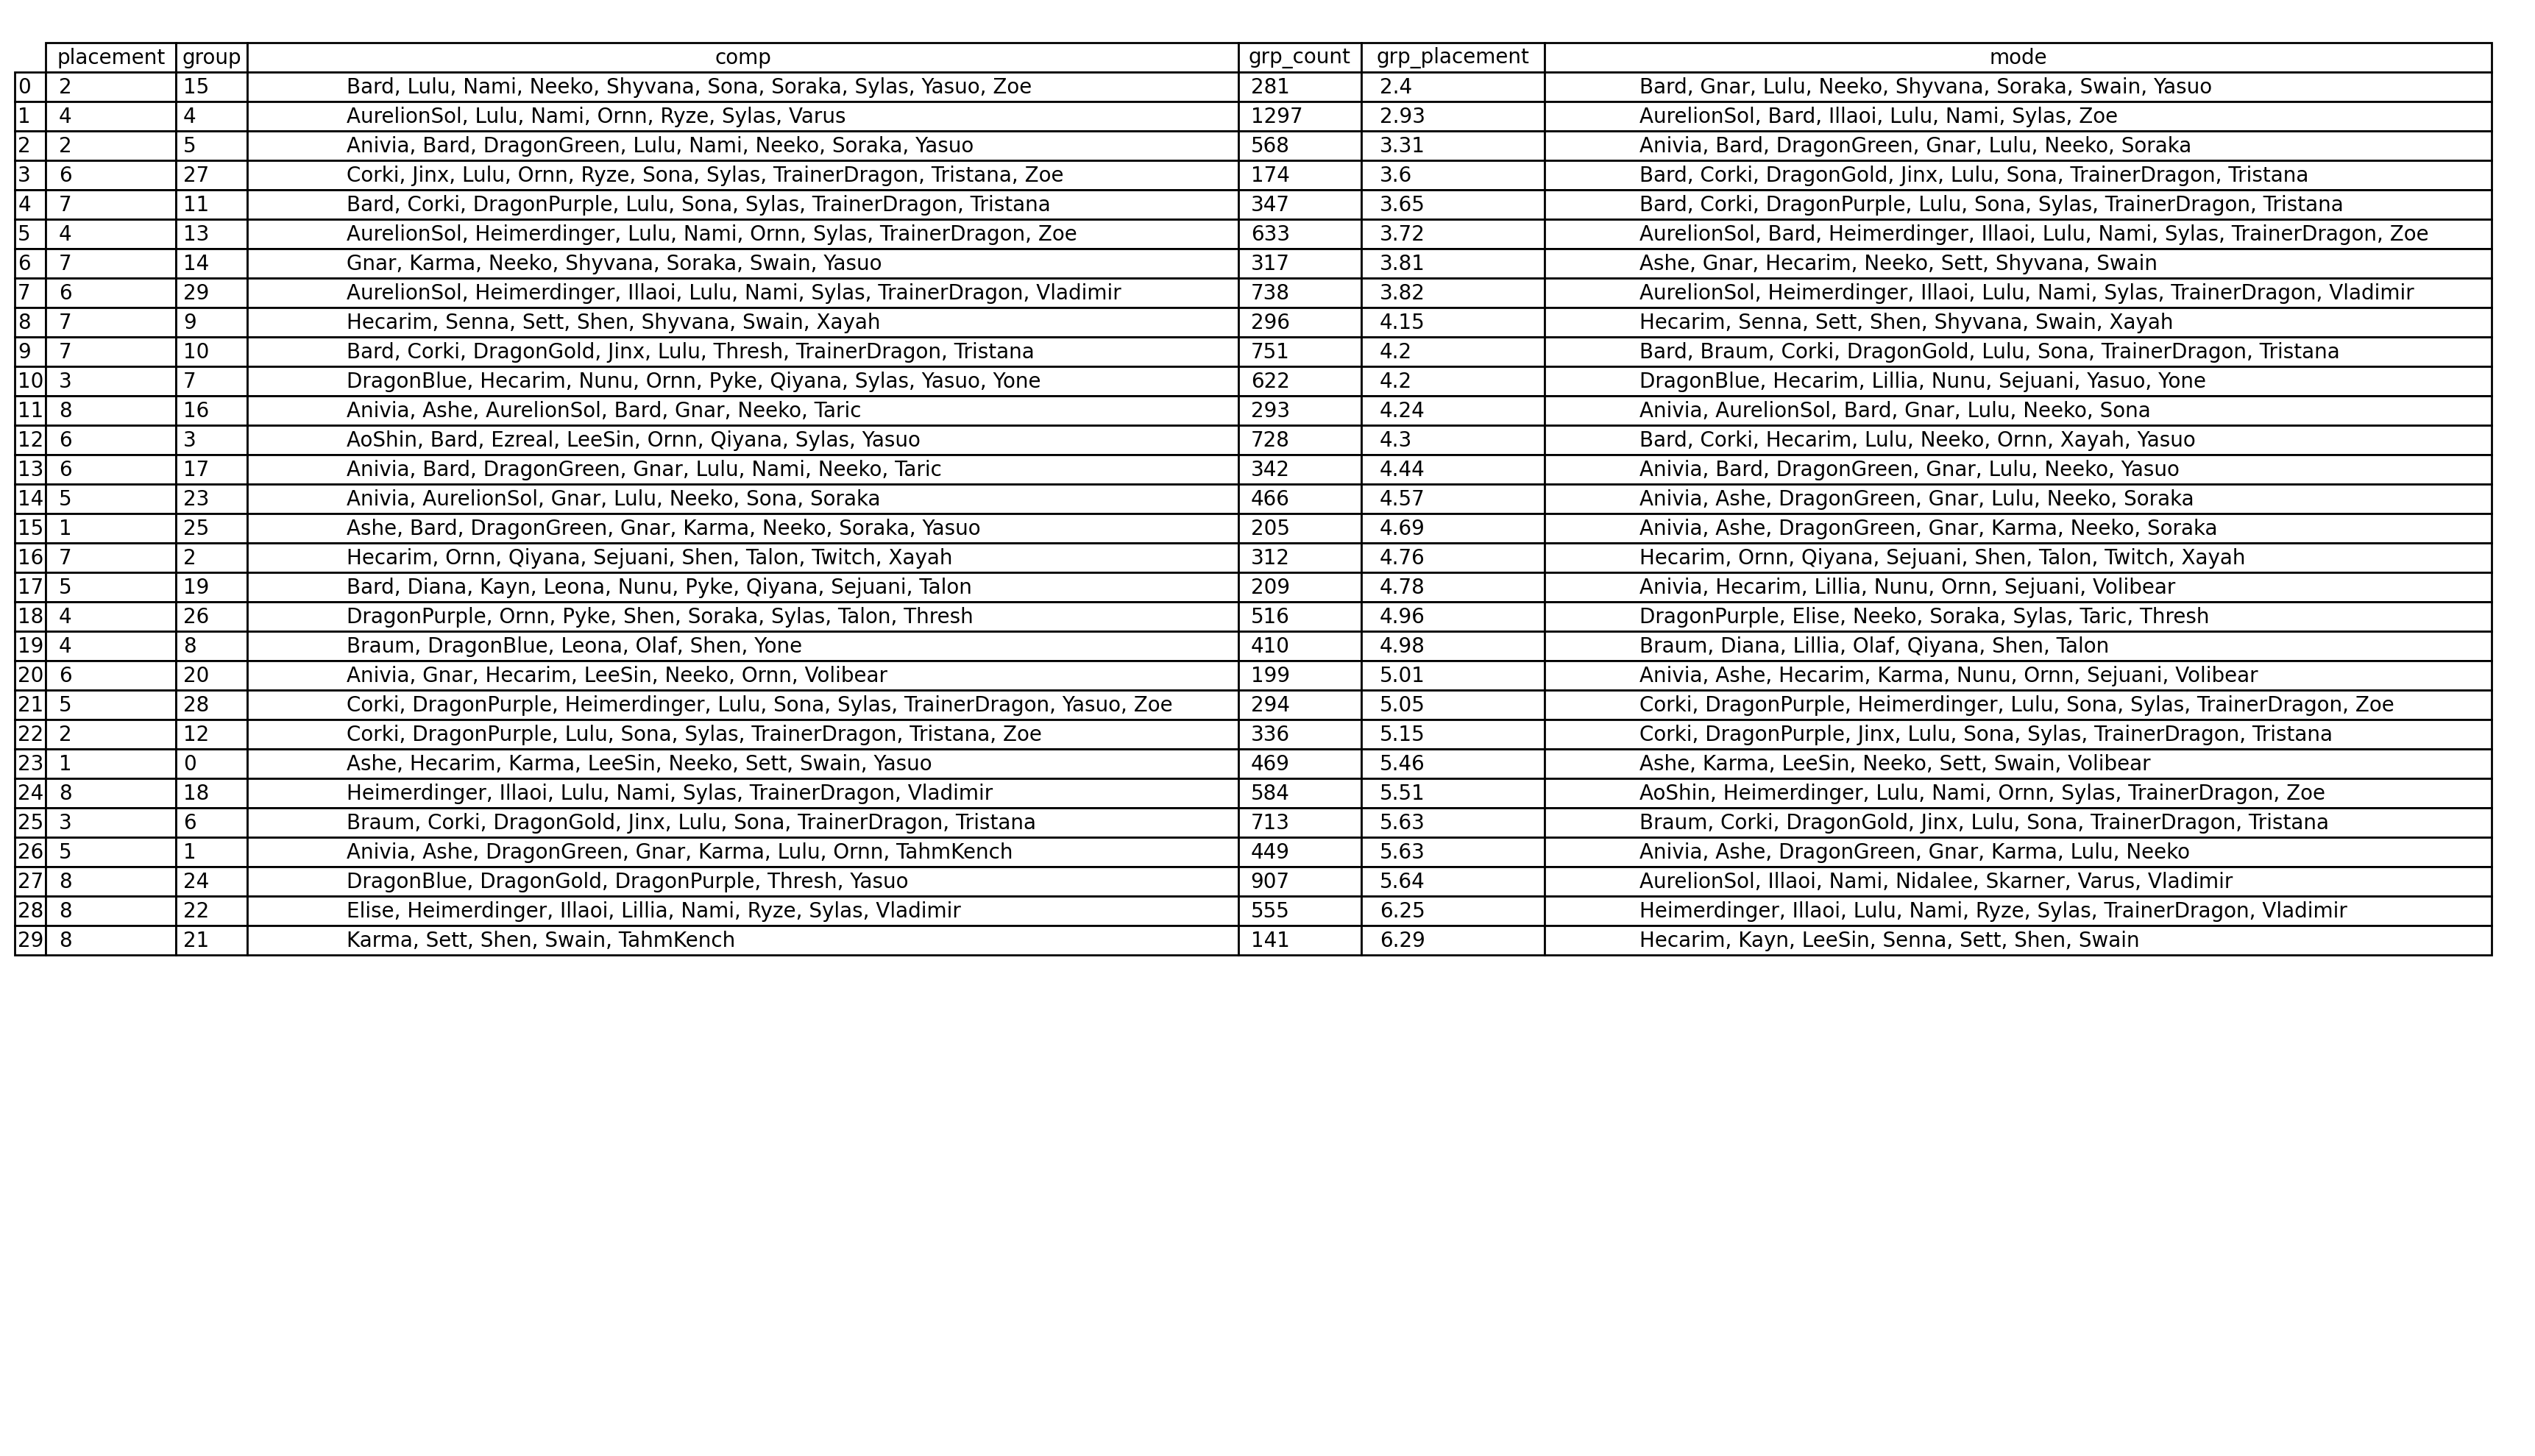 placement group comp grp_count grp_placement mode
0 2 15 Bard, Lulu, Nami, Neeko, Shyvana, Sona, Soraka, Sylas, Yasuo, Zoe 281 2.4 Bard, Gnar, Lulu, Neeko, Shyvana, Soraka, Swain, Yasuo
1 4 4 AurelionSol, Lulu, Nami, Ornn, Ryze, Sylas, Varus 1297 2.93 AurelionSol, Bard, Illaoi, Lulu, Nami, Sylas, Zoe
2 2 5 Anivia, Bard, DragonGreen, Lulu, Nami, Neeko, Soraka, Yasuo 568 3.31 Anivia, Bard, DragonGreen, Gnar, Lulu, Neeko, Soraka
3 6 27 Corki, Jinx, Lulu, Ornn, Ryze, Sona, Sylas, TrainerDragon, Tristana, Zoe 174 3.6 Bard, Corki, DragonGold, Jinx, Lulu, Sona, TrainerDragon, Tristana
4 7 11 Bard, Corki, DragonPurple, Lulu, Sona, Sylas, TrainerDragon, Tristana 347 3.65 Bard, Corki, DragonPurple, Lulu, Sona, Sylas, TrainerDragon, Tristana
5 4 13 AurelionSol, Heimerdinger, Lulu, Nami, Ornn, Sylas, TrainerDragon, Zoe 633 3.72 AurelionSol, Bard, Heimerdinger, Illaoi, Lulu, Nami, Sylas, TrainerDragon, Zoe
6 7 14 Gnar, Karma, Neeko, Shyvana, Soraka, Swain, Yasuo 317 3.81 Ashe, Gnar, Hecarim, Neeko, Sett, Shyvana, Swain
7 6 29 AurelionSol, Heimerdinger, Illaoi, Lulu, Nami, Sylas, TrainerDragon, Vladimir 738 3.82 AurelionSol, Heimerdinger, Illaoi, Lulu, Nami, Sylas, TrainerDragon, Vladimir
8 7 9 Hecarim, Senna, Sett, Shen, Shyvana, Swain, Xayah 296 4.15 Hecarim, Senna, Sett, Shen, Shyvana, Swain, Xayah
9 7 10 Bard, Corki, DragonGold, Jinx, Lulu, Thresh, TrainerDragon, Tristana 751 4.2 Bard, Braum, Corki, DragonGold, Lulu, Sona, TrainerDragon, Tristana
10 3 7 DragonBlue, Hecarim, Nunu, Ornn, Pyke, Qiyana, Sylas, Yasuo, Yone 622 4.2 DragonBlue, Hecarim, Lillia, Nunu, Sejuani, Yasuo, Yone
11 8 16 Anivia, Ashe, AurelionSol, Bard, Gnar, Neeko, Taric 293 4.24 Anivia, AurelionSol, Bard, Gnar, Lulu, Neeko, Sona
12 6 3 AoShin, Bard, Ezreal, LeeSin, Ornn, Qiyana, Sylas, Yasuo 728 4.3 Bard, Corki, Hecarim, Lulu, Neeko, Ornn, Xayah, Yasuo
13 6 17 Anivia, Bard, DragonGreen, Gnar, Lulu, Nami, Neeko, Taric 342 4.44 Anivia, Bard, DragonGreen, Gnar, Lulu, Neeko, Yasuo
14 5 23 Anivia, AurelionSol, Gnar, Lulu, Neeko, Sona, Soraka 466 4.57 Anivia, Ashe, DragonGreen, Gnar, Lulu, Neeko, Soraka
15 1 25 Ashe, Bard, DragonGreen, Gnar, Karma, Neeko, Soraka, Yasuo 205 4.69 Anivia, Ashe, DragonGreen, Gnar, Karma, Neeko, Soraka
16 7 2 Hecarim, Ornn, Qiyana, Sejuani, Shen, Talon, Twitch, Xayah 312 4.76 Hecarim, Ornn, Qiyana, Sejuani, Shen, Talon, Twitch, Xayah
17 5 19 Bard, Diana, Kayn, Leona, Nunu, Pyke, Qiyana, Sejuani, Talon 209 4.78 Anivia, Hecarim, Lillia, Nunu, Ornn, Sejuani, Volibear
18 4 26 DragonPurple, Ornn, Pyke, Shen, Soraka, Sylas, Talon, Thresh 516 4.96 DragonPurple, Elise, Neeko, Soraka, Sylas, Taric, Thresh
19 4 8 Braum, DragonBlue, Leona, Olaf, Shen, Yone 410 4.98 Braum, Diana, Lillia, Olaf, Qiyana, Shen, Talon
20 6 20 Anivia, Gnar, Hecarim, LeeSin, Neeko, Ornn, Volibear 199 5.01 Anivia, Ashe, Hecarim, Karma, Nunu, Ornn, Sejuani, Volibear
21 5 28 Corki, DragonPurple, Heimerdinger, Lulu, Sona, Sylas, TrainerDragon, Yasuo, Zoe 294 5.05 Corki, DragonPurple, Heimerdinger, Lulu, Sona, Sylas, TrainerDragon, Zoe
22 2 12 Corki, DragonPurple, Lulu, Sona, Sylas, TrainerDragon, Tristana, Zoe 336 5.15 Corki, DragonPurple, Jinx, Lulu, Sona, Sylas, TrainerDragon, Tristana
23 1 0 Ashe, Hecarim, Karma, LeeSin, Neeko, Sett, Swain, Yasuo 469 5.46 Ashe, Karma, LeeSin, Neeko, Sett, Swain, Volibear
24 8 18 Heimerdinger, Illaoi, Lulu, Nami, Sylas, TrainerDragon, Vladimir 584 5.51 AoShin, Heimerdinger, Lulu, Nami, Ornn, Sylas, TrainerDragon, Zoe
25 3 6 Braum, Corki, DragonGold, Jinx, Lulu, Sona, TrainerDragon, Tristana 713 5.63 Braum, Corki, DragonGold, Jinx, Lulu, Sona, TrainerDragon, Tristana
26 5 1 Anivia, Ashe, DragonGreen, Gnar, Karma, Lulu, Ornn, TahmKench 449 5.63 Anivia, Ashe, DragonGreen, Gnar, Karma, Lulu, Neeko
27 8 24 DragonBlue, DragonGold, DragonPurple, Thresh, Yasuo 907 5.64 AurelionSol, Illaoi, Nami, Nidalee, Skarner, Varus, Vladimir
28 8 22 Elise, Heimerdinger, Illaoi, Lillia, Nami, Ryze, Sylas, Vladimir 555 6.25 Heimerdinger, Illaoi, Lulu, Nami, Ryze, Sylas, TrainerDragon, Vladimir
29 8 21 Karma, Sett, Shen, Swain, TahmKench 141 6.29 Hecarim, Kayn, LeeSin, Senna, Sett, Shen, Swain